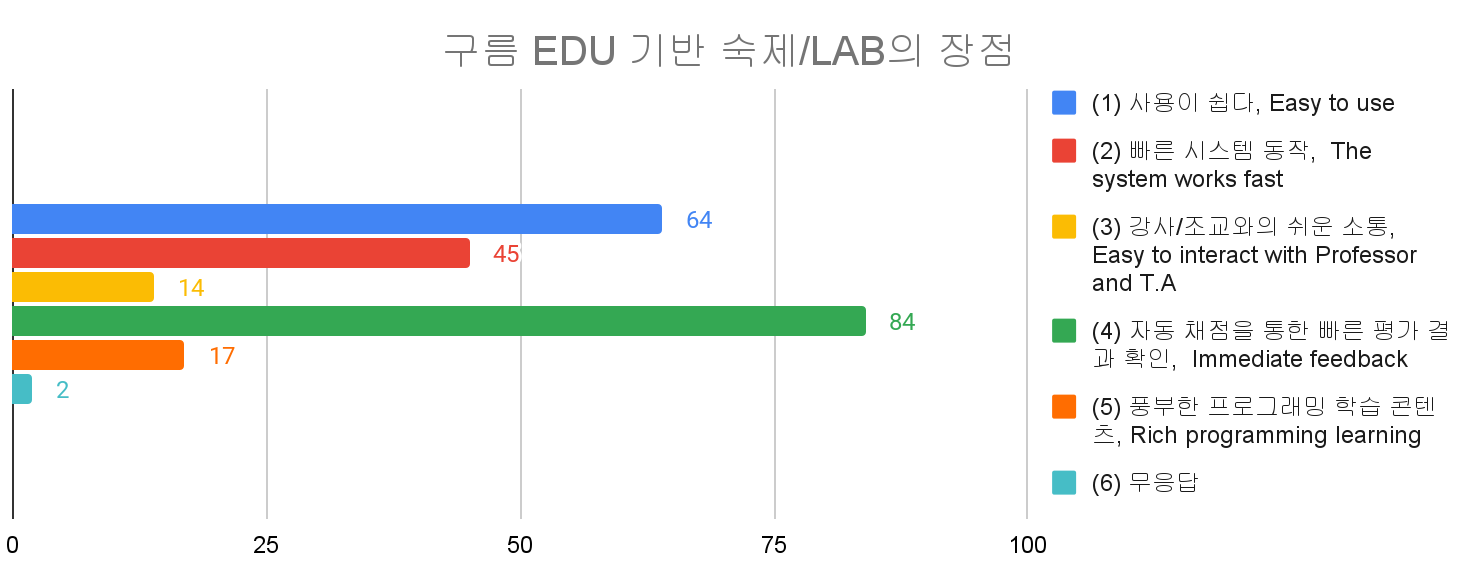 구름 EDU 기반 숙제/LAB의 장점
64
45
14
84
17
2
0 25 50 75 100
(1) 사용이 쉽다, Easy to use
(2) 빠른 시스템 동작, The
system works fast
(3) 강사/조교와의 쉬운 소통,
Easy to interact with Professor
and T.A
(4) 자동 채점을 통한 빠른 평가 결
과 확인, Immediate feedback
(5) 풍부한 프로그래밍 학습 콘텐
츠, Rich programming learning
(6) 무응답